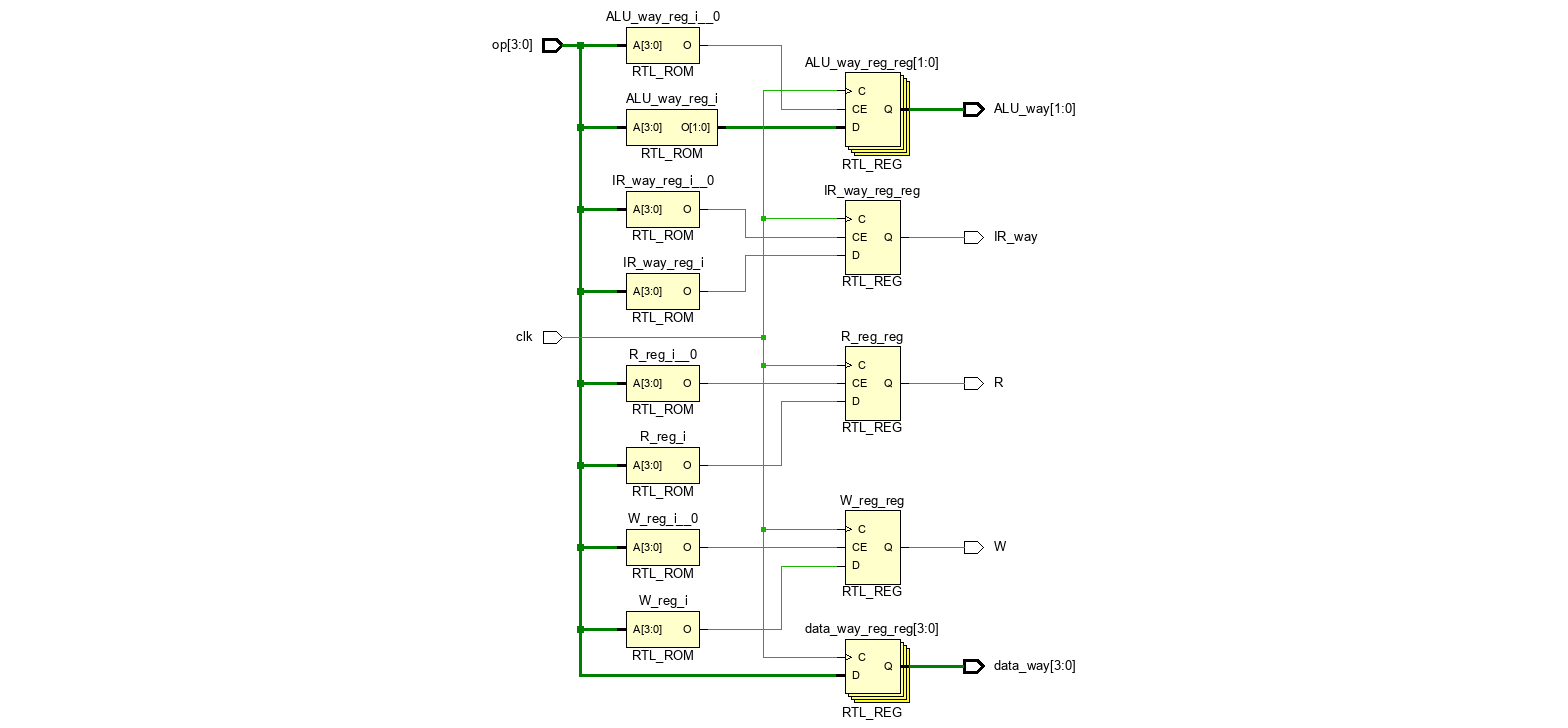 ALU_way_reg_i__0
op[3:0]
A[3:0] O
RTL_ROM
ALU_way_reg_reg[1:0]
C
CE Q
D
RTL_REG
ALU_way[1:0]
ALU_way_reg_i
A[3:0] O[1:0]
RTL_ROM
IR_way_reg_i__0
A[3:0] O
RTL_ROM
IR_way_reg_reg
C
CE Q
D
RTL_REG
IR_way
IR_way_reg_i
A[3:0] O
RTL_ROM
clk
R_reg_i__0
A[3:0] O
RTL_ROM
R_reg_reg
C
CE Q
D
RTL_REG
R
R_reg_i
A[3:0] O
RTL_ROM
W_reg_i__0
A[3:0] O
RTL_ROM
W_reg_reg
C
CE Q
D
RTL_REG
W
W_reg_i
A[3:0] O
RTL_ROM
data_way_reg_reg[3:0]
C
Q
D
RTL_REG
data_way[3:0]